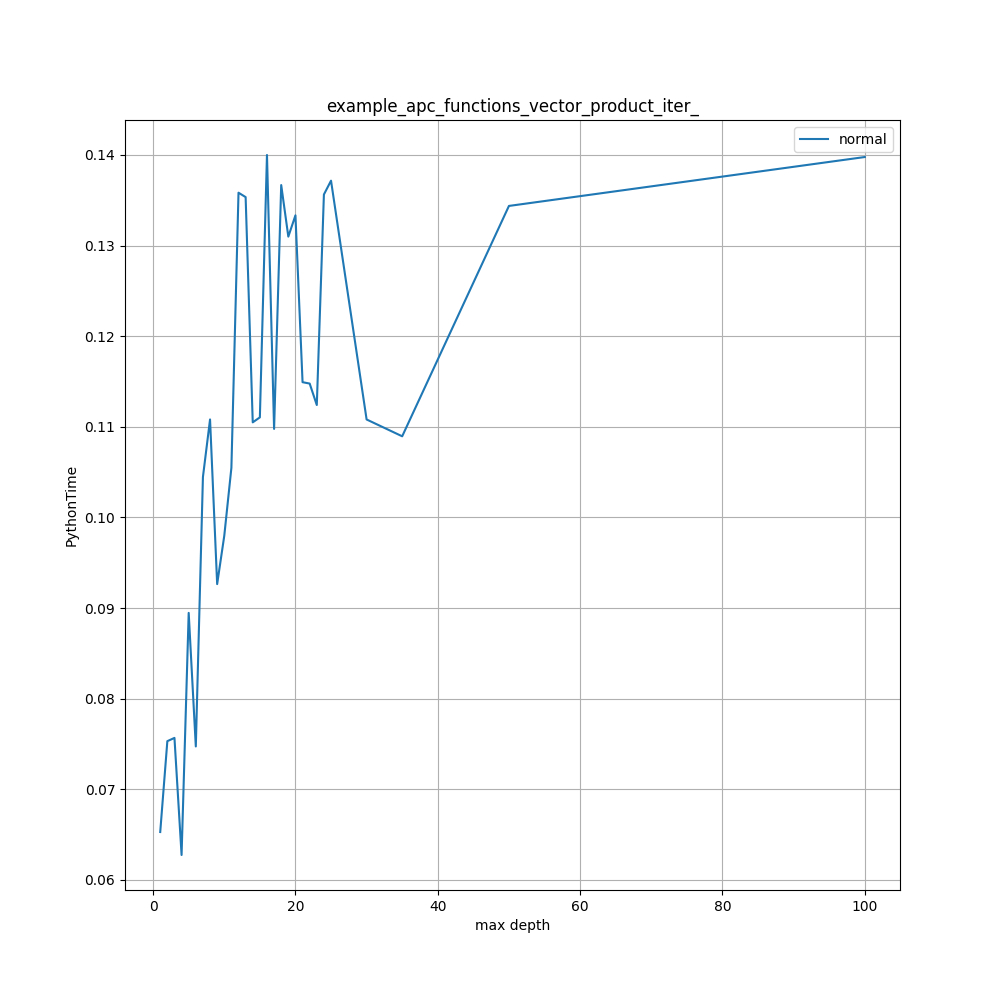 example_apc_functions_vector_product_iter_
normal
0.14
0.13
0.12
0.11
0.10
0.09
0.08
0.07
0.06
PythonTime
0 20 40 60 80 100
max depth